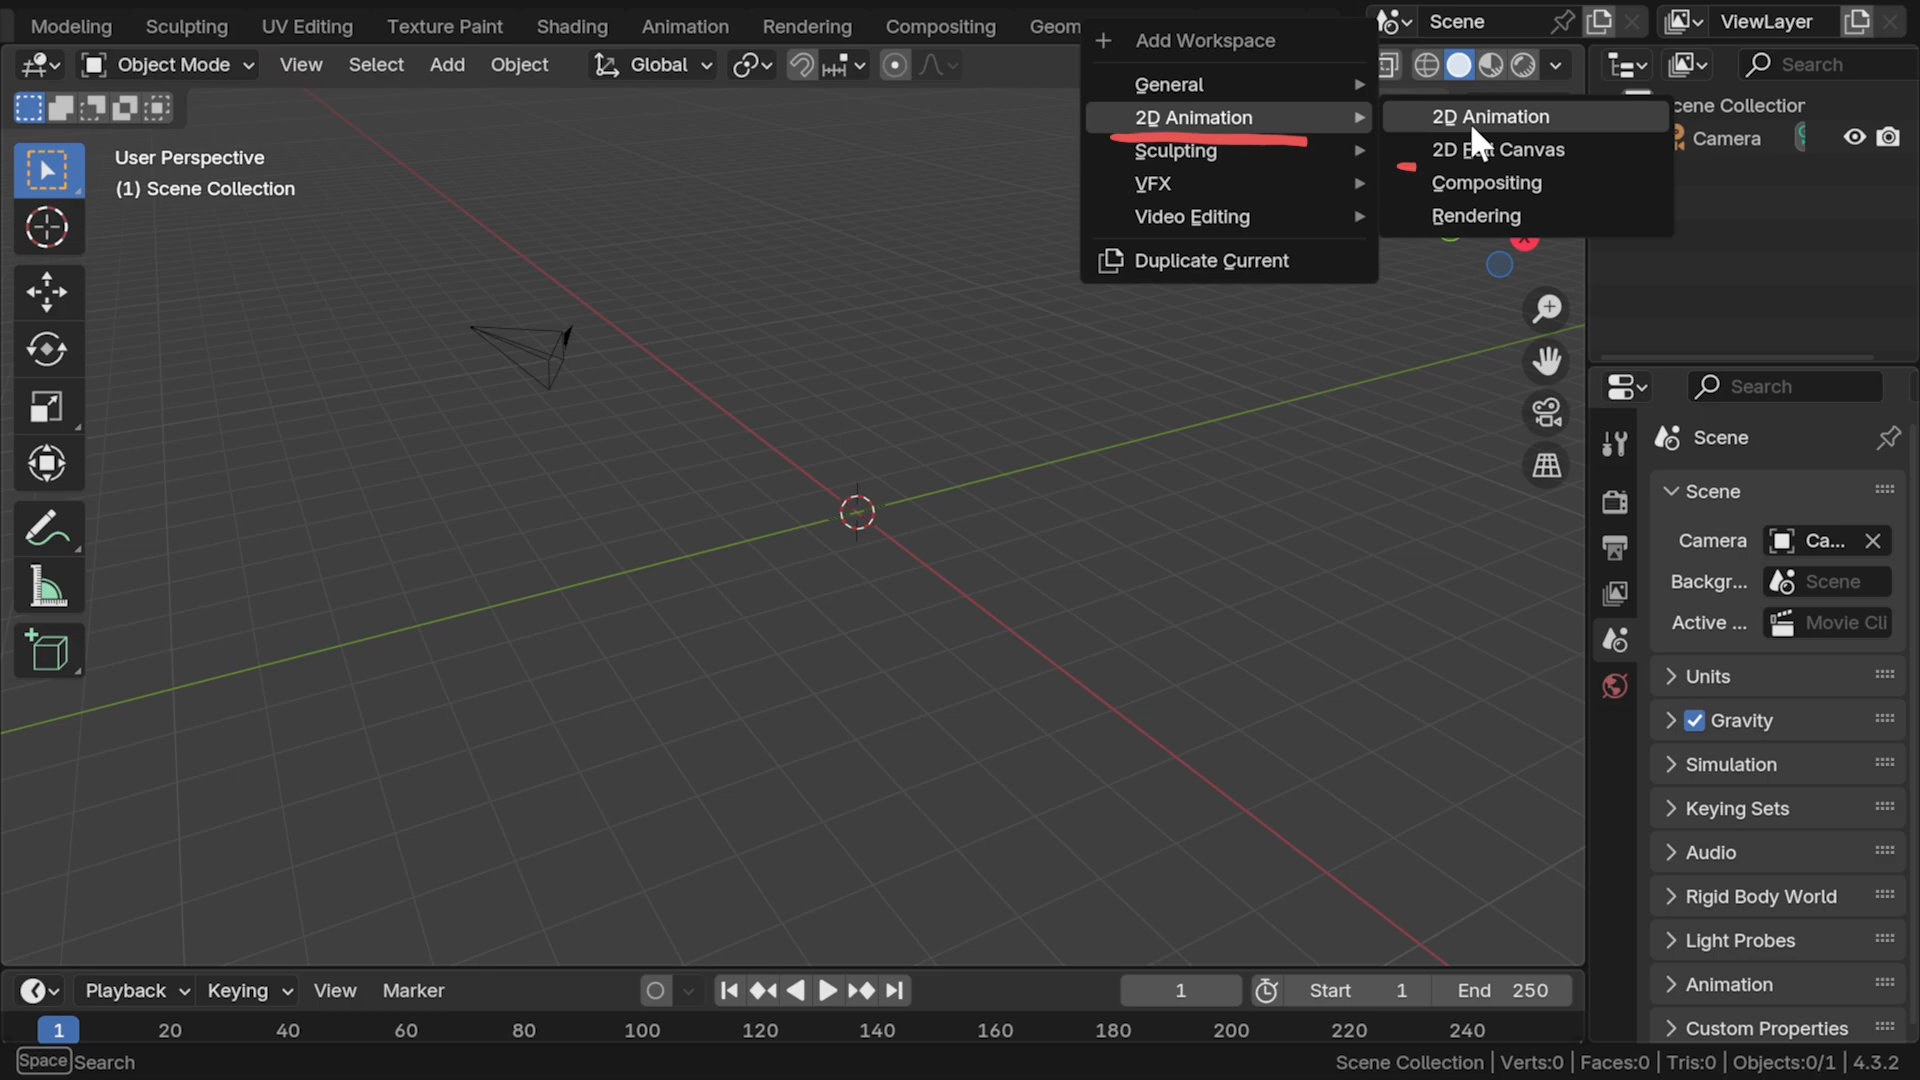 Modeling Sculpting UV Editing Texture Paint Shading Animation Rendering Compositing Geom Scene ViewLayer
Object Mode View Select Add Object Global Search
Add Workspace
General
2D Animation
Sculpting
VFX
Video Editing
Duplicate Current
2D Animation
2D Canvas
Compositing
Rendering
User Perspective
(1) Scene Collection
cene Collection
Camera
Search
Scene
Scene
Camera Ca...
Backgr... Scene
Active ... Movie Cli
Units
Gravity
Simulation
Keying Sets
Audio
Rigid Body World
Light Probes
Animation
Custom Properties
Playback Keying View Marker 1 Start 1 End 250
1 20 40 60 80 100 120 140 160 180 200 220 240
Space Search Scene Collection | Verts:0 | Faces:0 | Tris:0 | Objects:0/1 | 4.3.2